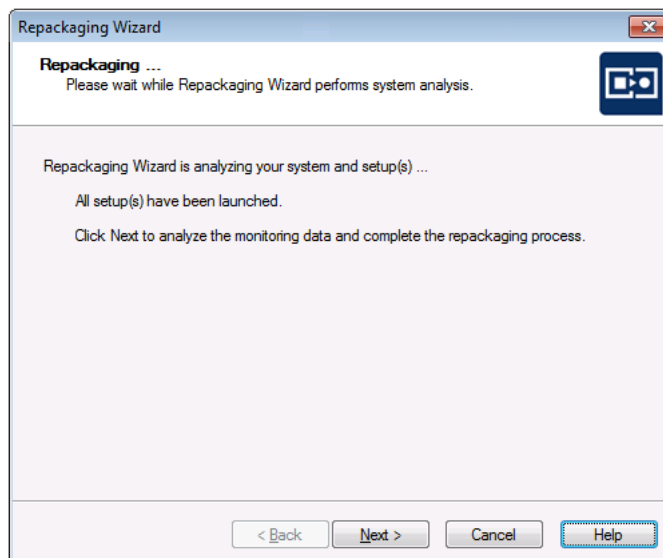 Repackaging Wizard
Repackaging ...
Please wait while Repackaging Wizard performs system analysis.
Repackaging Wizard is analyzing your system and setup(s) ...
All setup(s) have been launched.
Click Next to analyze the monitoring data and complete the repackaging process.
< Back Next > Cancel Help